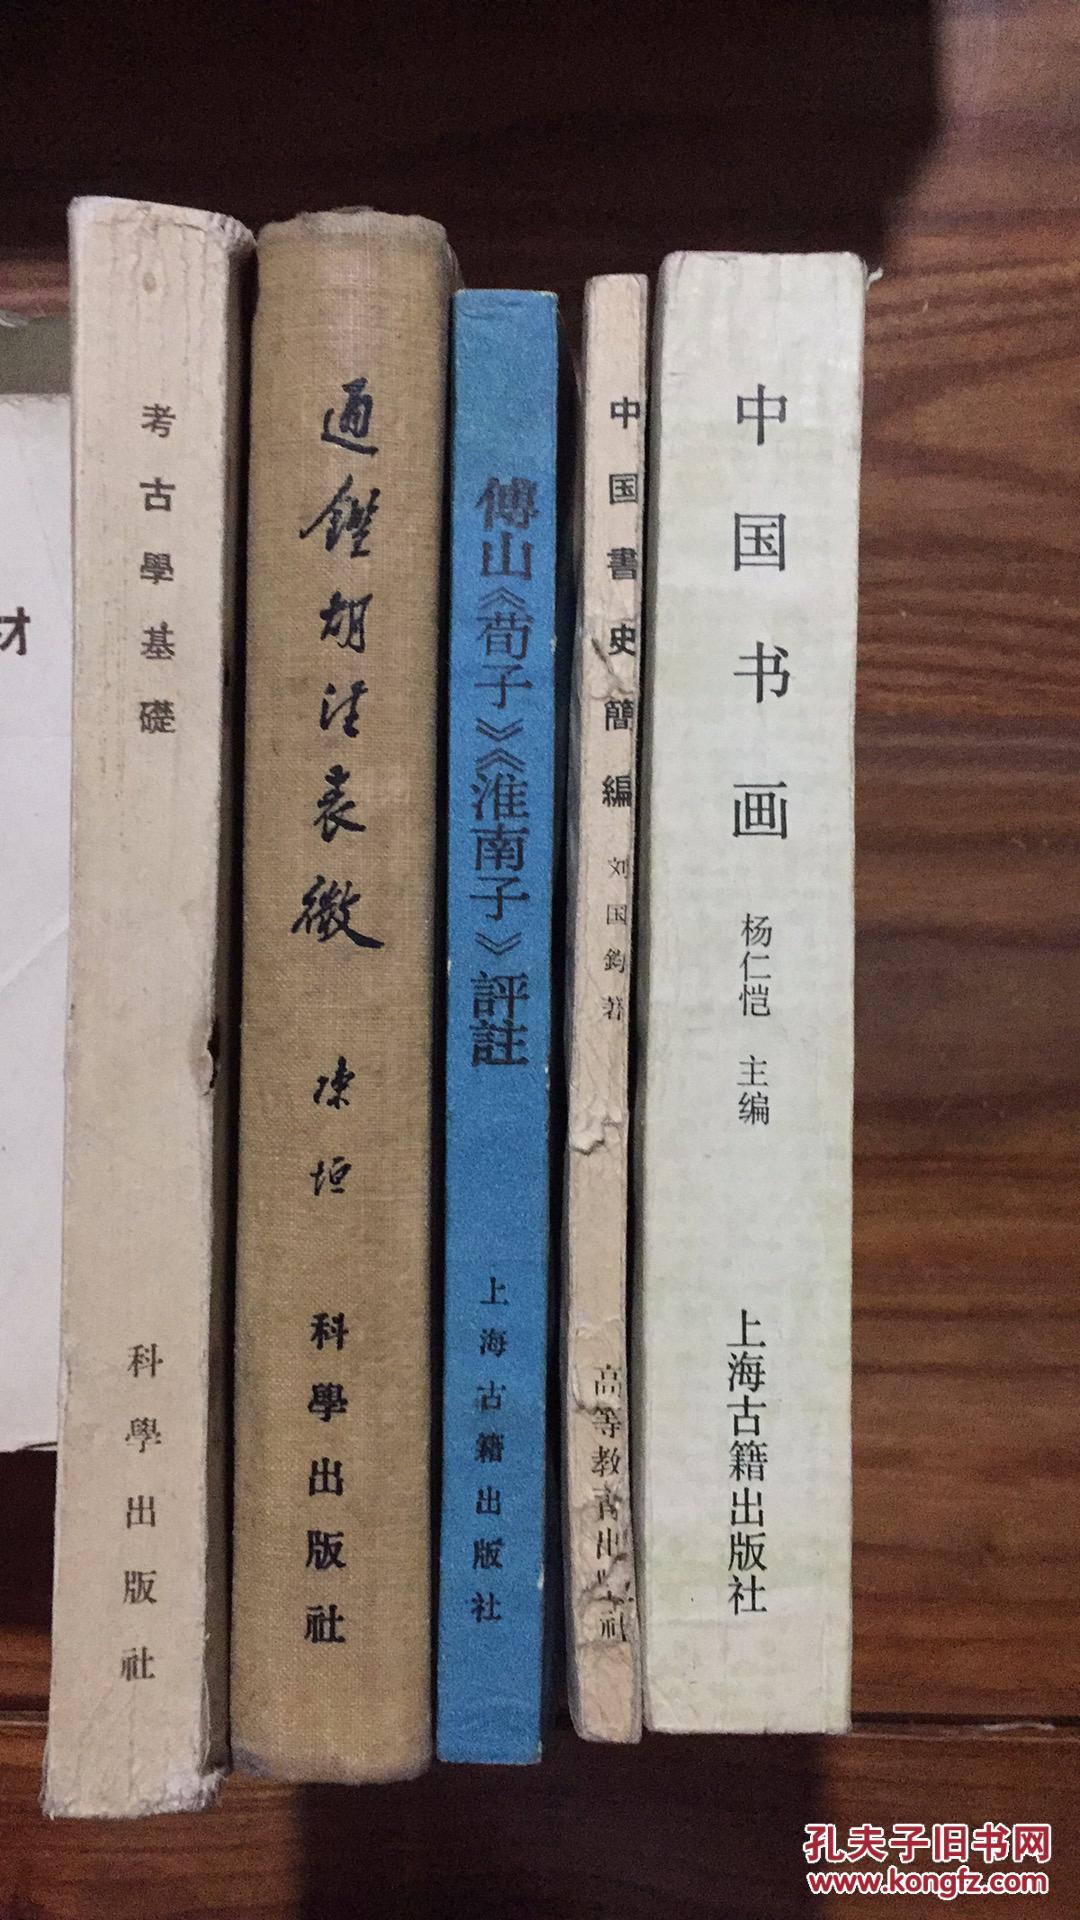 材
考古學基礎
科學出版社
通鑑胡注表微
陳垣
科學出版社
傅山《荀子》《淮南子》評註
上海古籍出版社
中国書史簡編
刘国鈞著
高等教育出版社
中国书画
杨仁恺 主编
上海古籍出版社
孔夫子旧书网
www.kongfz.com